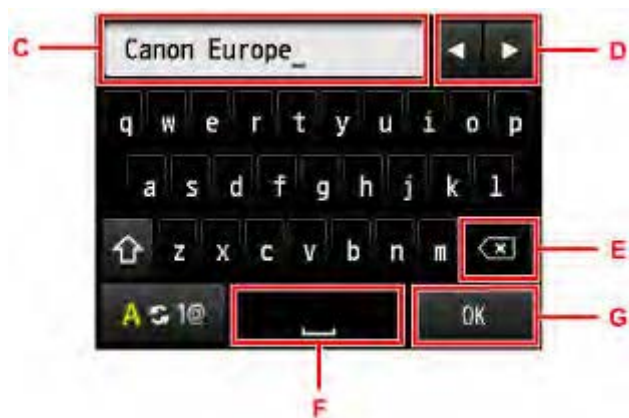 C Canon Europe_ ◄ ► D
q w e r t y u i o p
a s d f g h j k l
z x c v b n m E
A 1@ OK G
F